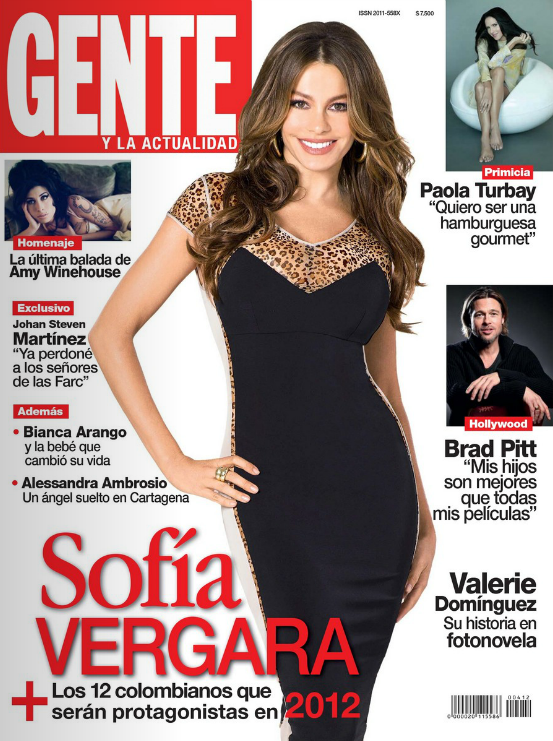 ISSN 2011-558X
$7,500
GENTE
Y LA ACTUALIDAD
Homenaje
La última balada de
Amy Winehouse
Exclusivo
Johan Steven
Martínez
“Ya perdoné
a los señores
de las Farc”
Además
• Bianca Arango
y la bebé que
cambió su vida
• Alessandra Ambrosio
Un ángel suelto en Cartagena
Primicia
Paola Turbay
“Quiero ser una
hamburguesa
gourmet”
Hollywood
Brad Pitt
“Mis hijos
son mejores
que todas
mis películas”
Valerie
Domínguez
Su historia en
fotonovela
Sofía
VERGARA
+ Los 12 colombianos que
serán protagonistas en 2012
00412
0000020115586